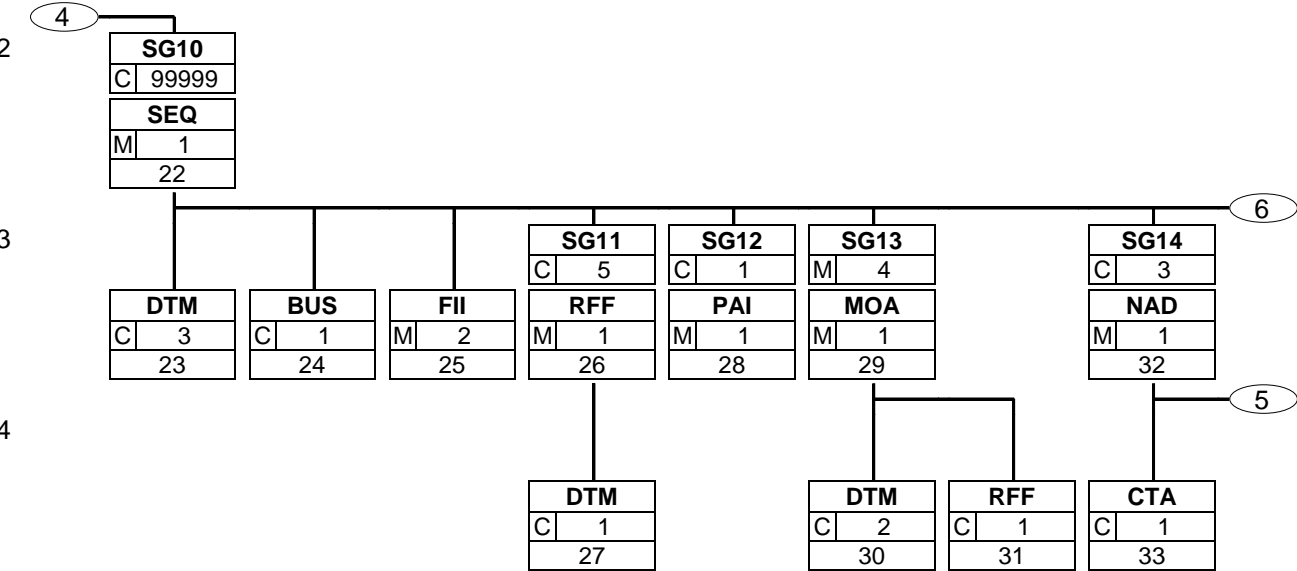 4
2
SG10
C 99999
SEQ
M 1
22
6
3
SG11 SG12 SG13 SG14
C 5 C 1 M 4 C 3
DTM BUS FII RFF PAI MOA NAD
C 3 C 1 M 2 M 1 M 1 M 1 M 1
23 24 25 26 28 29 32
5
4
DTM DTM RFF CTA
C 1 C 2 C 1 C 1
27 30 31 33